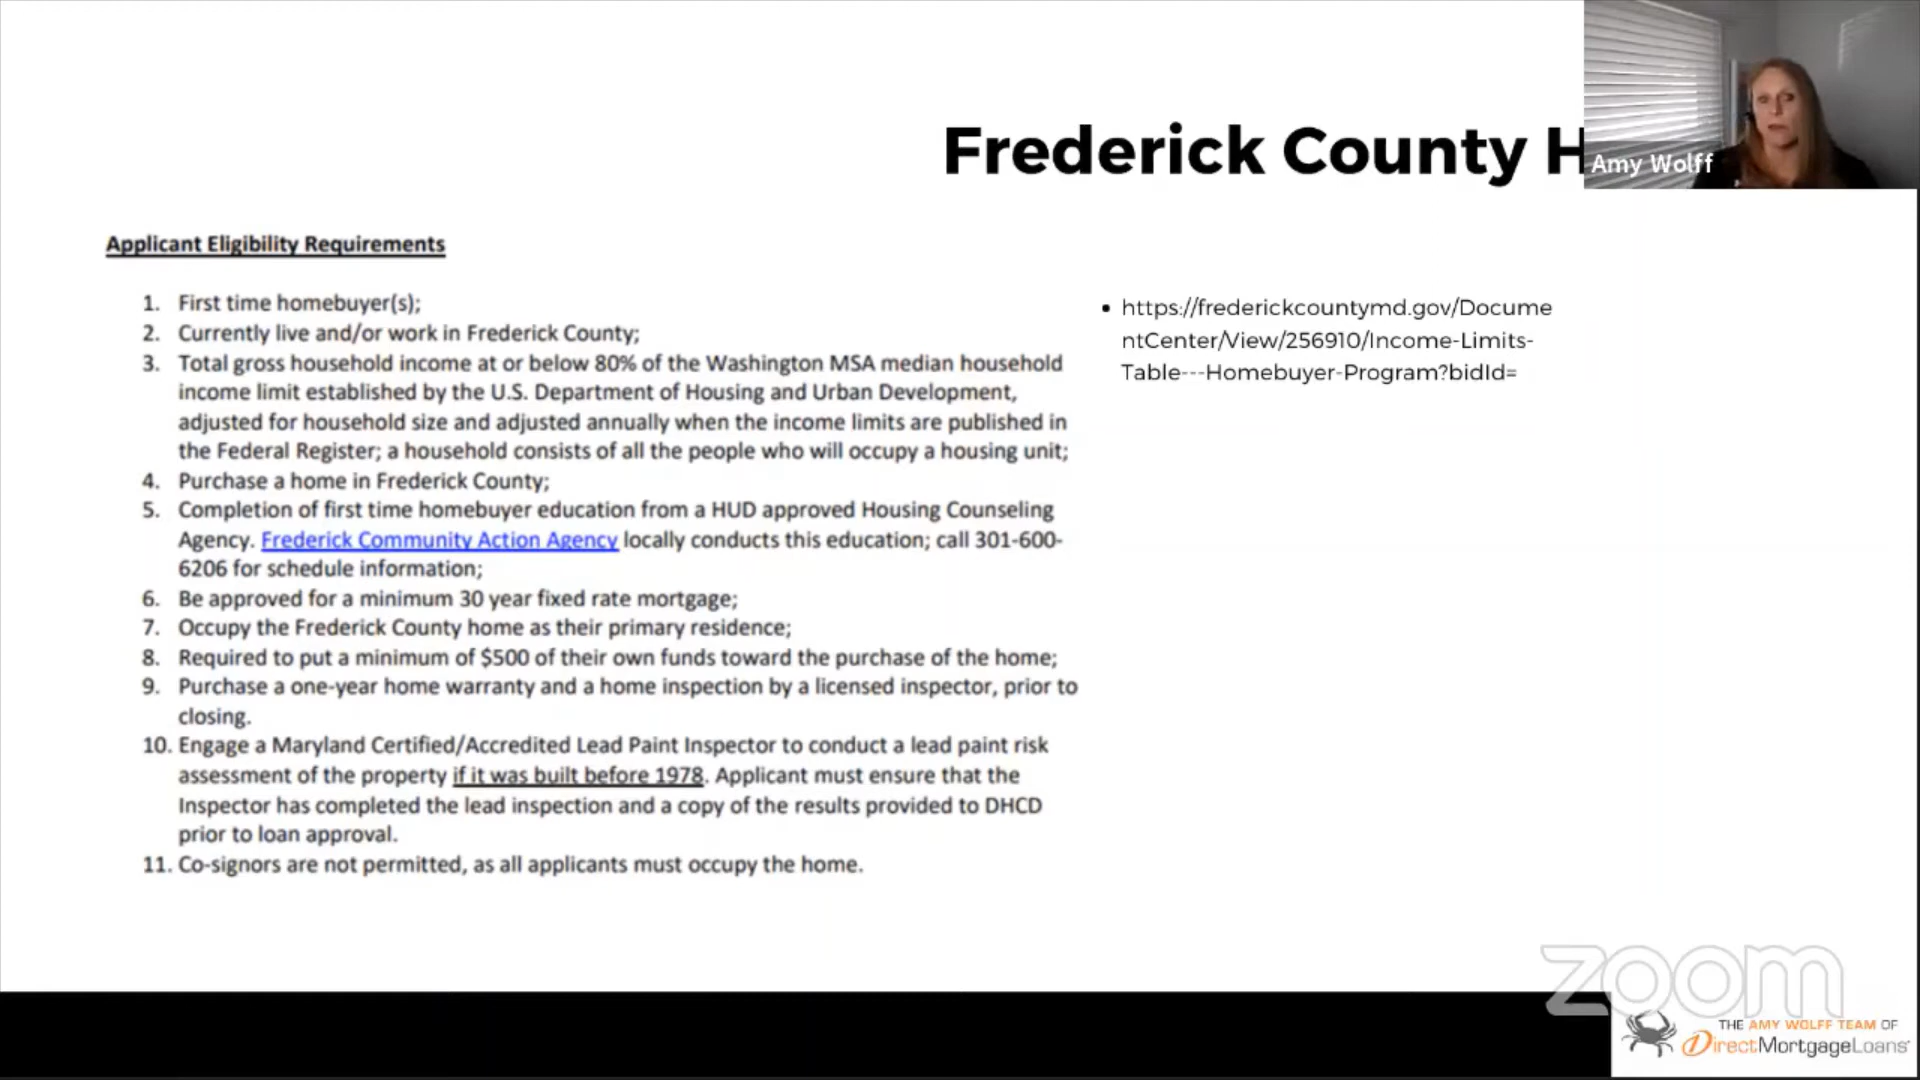 Frederick County H
Amy Wolff
Applicant Eligibility Requirements
1. First time homebuyer(s);
2. Currently live and/or work in Frederick County;
3. Total gross household income at or below 80% of the Washington MSA median household
income limit established by the U.S. Department of Housing and Urban Development,
adjusted for household size and adjusted annually when the income limits are published in
the Federal Register; a household consists of all the people who will occupy a housing unit;
4. Purchase a home in Frederick County;
5. Completion of first time homebuyer education from a HUD approved Housing Counseling
Agency. Frederick Community Action Agency locally conducts this education; call 301-600-
6206 for schedule information;
6. Be approved for a minimum 30 year fixed rate mortgage;
7. Occupy the Frederick County home as their primary residence;
8. Required to put a minimum of $500 of their own funds toward the purchase of the home;
9. Purchase a one-year home warranty and a home inspection by a licensed inspector, prior to
closing.
10. Engage a Maryland Certified/Accredited Lead Paint Inspector to conduct a lead paint risk
assessment of the property if it was built before 1978. Applicant must ensure that the
Inspector has completed the lead inspection and a copy of the results provided to DHCD
prior to loan approval.
11. Co-signors are not permitted, as all applicants must occupy the home.
• https://frederickcountymd.gov/Docume
ntCenter/View/256910/Income-Limits-
Table---Homebuyer-Program?bidId=
zoom
THE AMY WOLFF TEAM OF
DirectMortgageLoans